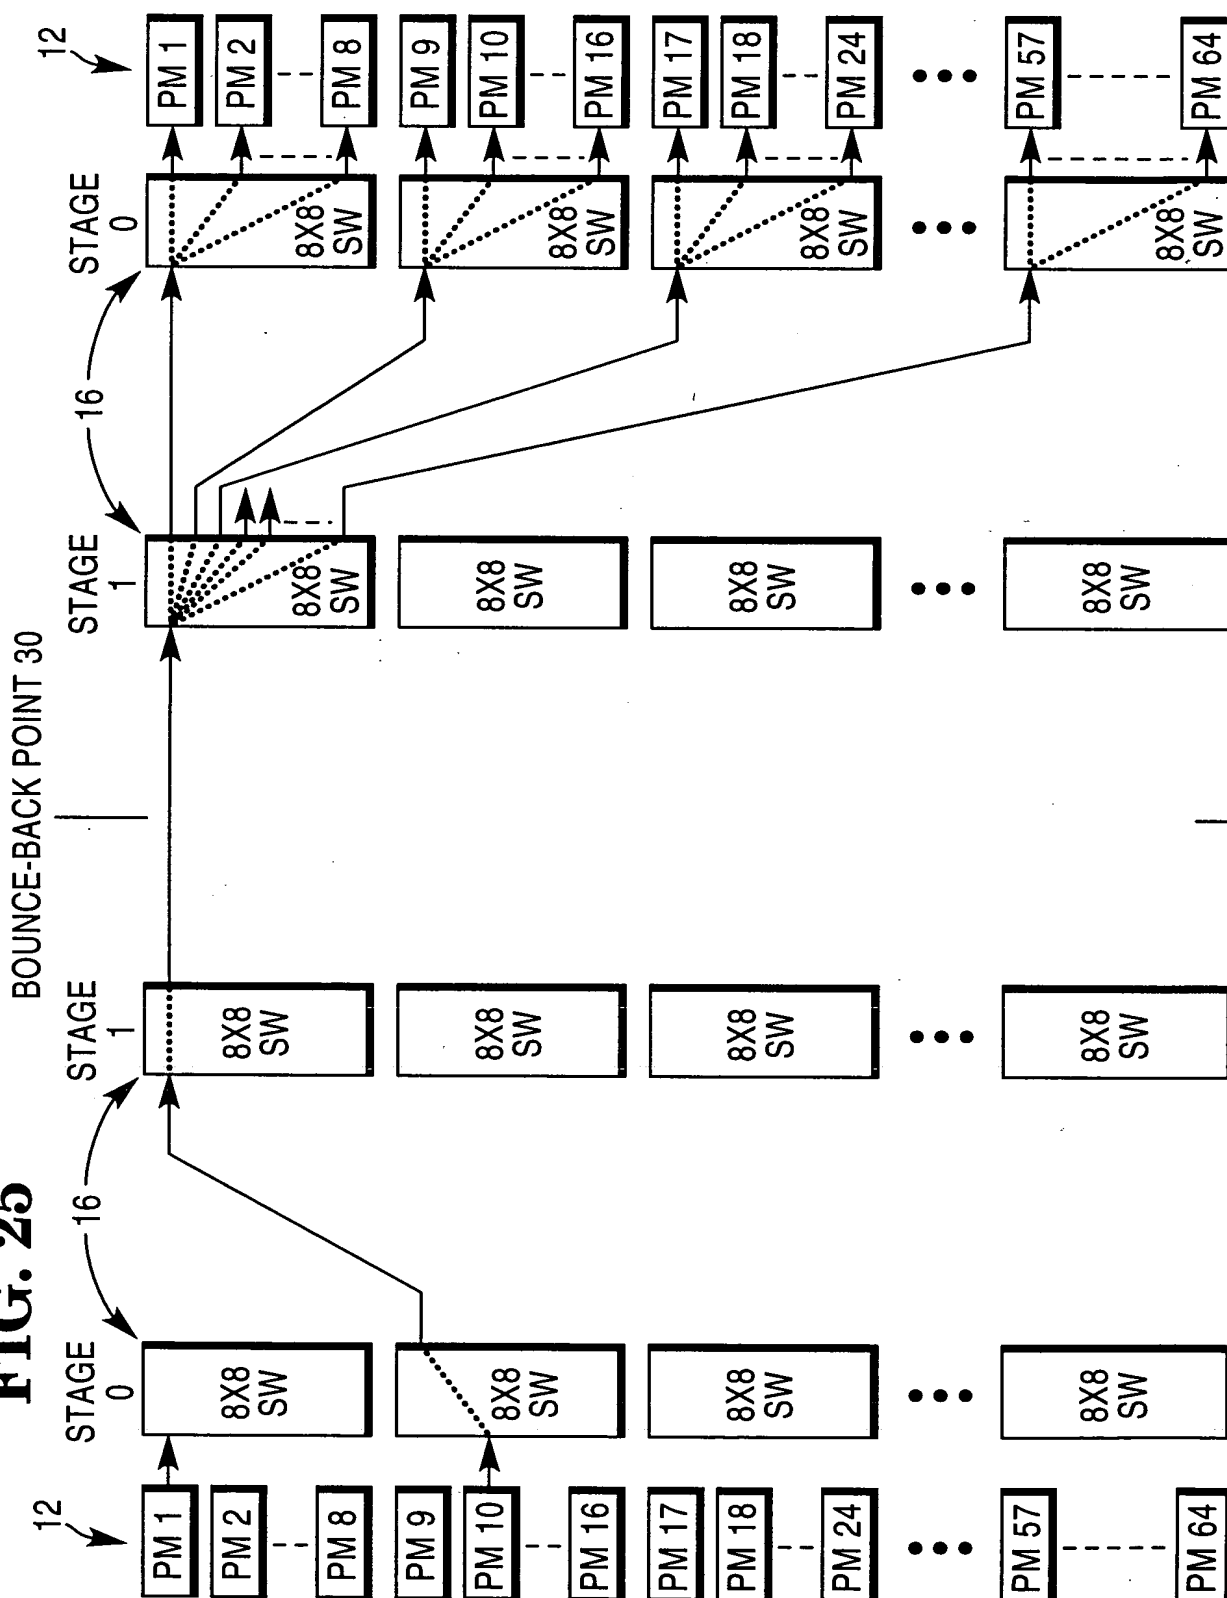 FIG. 25
BOUNCE-BACK POINT 30
12
STAGE
0
16
STAGE
1
STAGE
1
16
STAGE
0
12
PM 1
PM 2
PM 8
PM 9
PM 10
PM 16
PM 17
PM 18
PM 24
PM 57
PM 64
8X8
SW
8X8
SW
8X8
SW
8X8
SW
8X8
SW
8X8
SW
8X8
SW
8X8
SW
8X8
SW
8X8
SW
8X8
SW
8X8
SW
8X8
SW
8X8
SW
8X8
SW
8X8
SW
PM 1
PM 2
PM 8
PM 9
PM 10
PM 16
PM 17
PM 18
PM 24
PM 57
PM 64